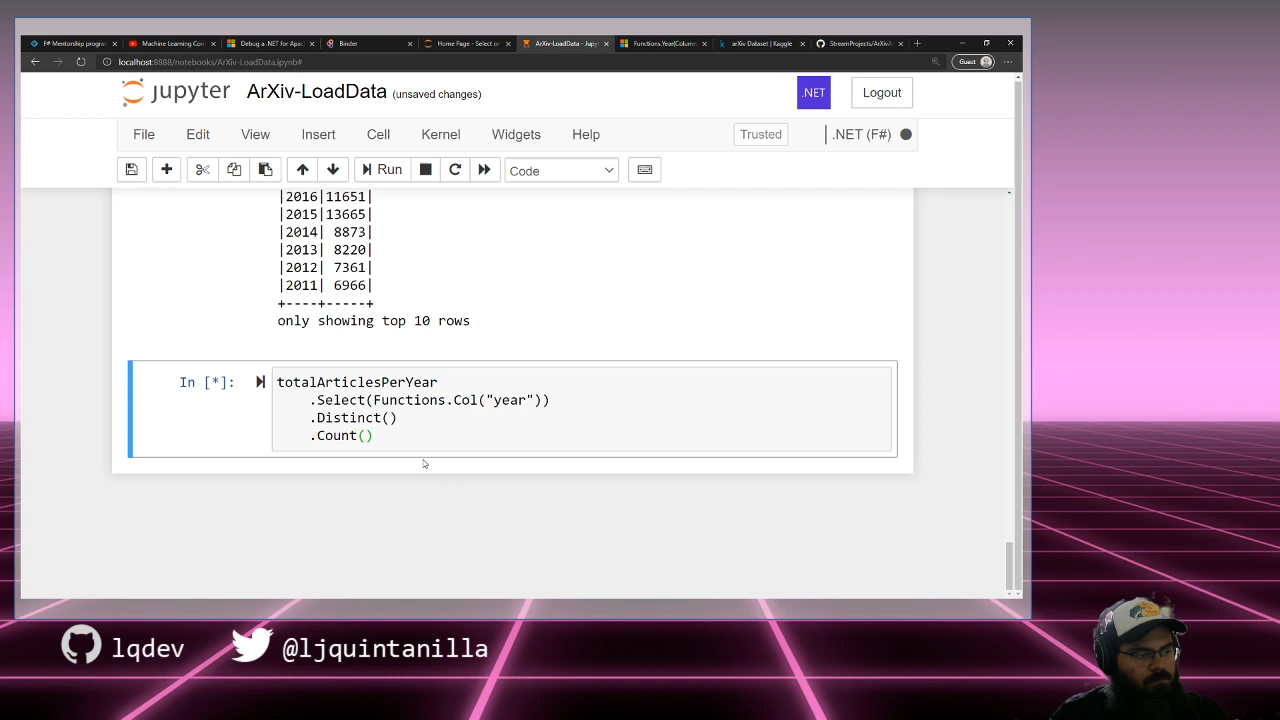 F# Mentorship progra
Machine Learning Con
Debug a .NET for Apac
Binder
Home Page - Select or
ArXiv-LoadData - Jupy
Functions.Year(Column
arXiv Dataset | Kaggle
StreamProjects/ArXivA
localhost:8888/notebooks/ArXiv-LoadData.ipynb#
Guest
jupyter ArXiv-LoadData (unsaved changes)
.NET
Logout
File Edit View Insert Cell Kernel Widgets Help
Trusted
.NET (F#)
Run
Code
|2016|11651|
|2015|13665|
|2014| 8873|
|2013| 8220|
|2012| 7361|
|2011| 6966|
+----+-----+
only showing top 10 rows
In [*]:
totalArticlesPerYear
.Select(Functions.Col("year"))
.Distinct()
.Count()
lqdev
@ljquintanilla